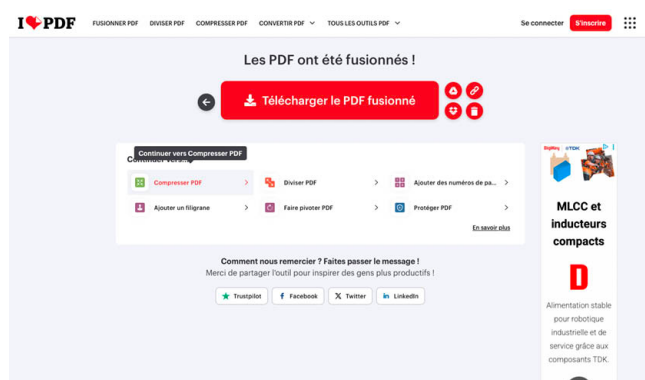 I PDF
FUSIONNER PDF
DIVISER PDF
COMPRESSER PDF
CONVERTIR PDF
TOUS LES OUTILS PDF
Se connecter
S'inscrire
Les PDF ont été fusionnés !
Télécharger le PDF fusionné
Continuer vers Compresser PDF
Compresser PDF
Diviser PDF
Ajouter des numéros de pa...
Ajouter un filigrane
Faire pivoter PDF
Protéger PDF
En savoir plus
Comment nous remercier ? Faites passer le message !
Merci de partager l'outil pour inspirer des gens plus productifs !
Trustpilot
Facebook
Twitter
LinkedIn
DigiKey
TDK
MLCC et
inducteurs
compacts
Alimentation stable
pour robotique
industrielle et de
service grâce aux
composants TDK.